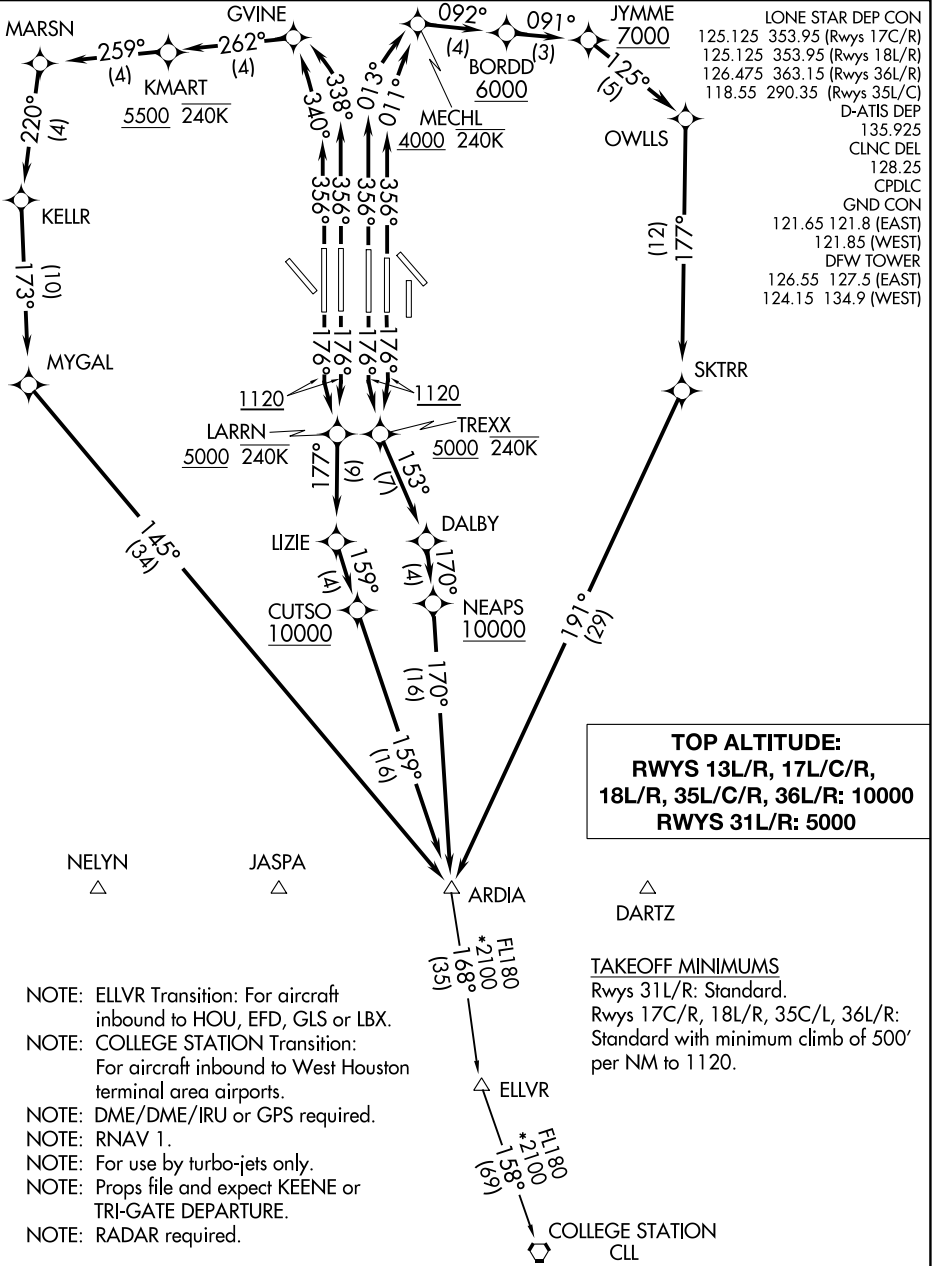 MARSN
259°
(4)
KMART
5500 240K
262°
(4)
GVINE
220°
(4)
KELLR
173°
(10)
MYGAL
340°
338°
013°
011°
356°
356°
356°
356°
092°
(4)
MECHL
4000 240K
BORDD
6000
091°
(3)
JYMME
7000
125°
(5)
OWLLS
177°
(12)
SKTRR
LONE STAR DEP CON
125.125 353.95 (Rwys 17C/R)
125.125 353.95 (Rwys 18L/R)
126.475 363.15 (Rwys 36L/R)
118.55 290.35 (Rwys 35L/C)
D-ATIS DEP
135.925
CLNC DEL
128.25
CPDLC
GND CON
121.65 121.8 (EAST)
121.85 (WEST)
DFW TOWER
126.55 127.5 (EAST)
124.15 134.9 (WEST)
176°
176°
176°
176°
1120
1120
LARRN
5000 240K
TREXX
5000 240K
177°
(9)
153°
(7)
LIZIE
159°
(4)
CUTSO
10000
DALBY
170°
(4)
NEAPS
10000
145°
(34)
159°
(16)
170°
(16)
191°
(29)
TOP ALTITUDE:
RWYS 13L/R, 17L/C/R,
18L/R, 35L/C/R, 36L/R: 10000
RWYS 31L/R: 5000
NELYN
JASPA
ARDIA
DARTZ
FL180
*2100
168°
(35)
ELLVR
FL180
*2100
158°
(69)
COLLEGE STATION
CLL
TAKEOFF MINIMUMS
Rwys 31L/R: Standard.
Rwys 17C/R, 18L/R, 35C/L, 36L/R:
Standard with minimum climb of 500'
per NM to 1120.
NOTE: ELLVR Transition: For aircraft
inbound to HOU, EFD, GLS or LBX.
NOTE: COLLEGE STATION Transition:
For aircraft inbound to West Houston
terminal area airports.
NOTE: DME/DME/IRU or GPS required.
NOTE: RNAV 1.
NOTE: For use by turbo-jets only.
NOTE: Props file and expect KEENE or
TRI-GATE DEPARTURE.
NOTE: RADAR required.